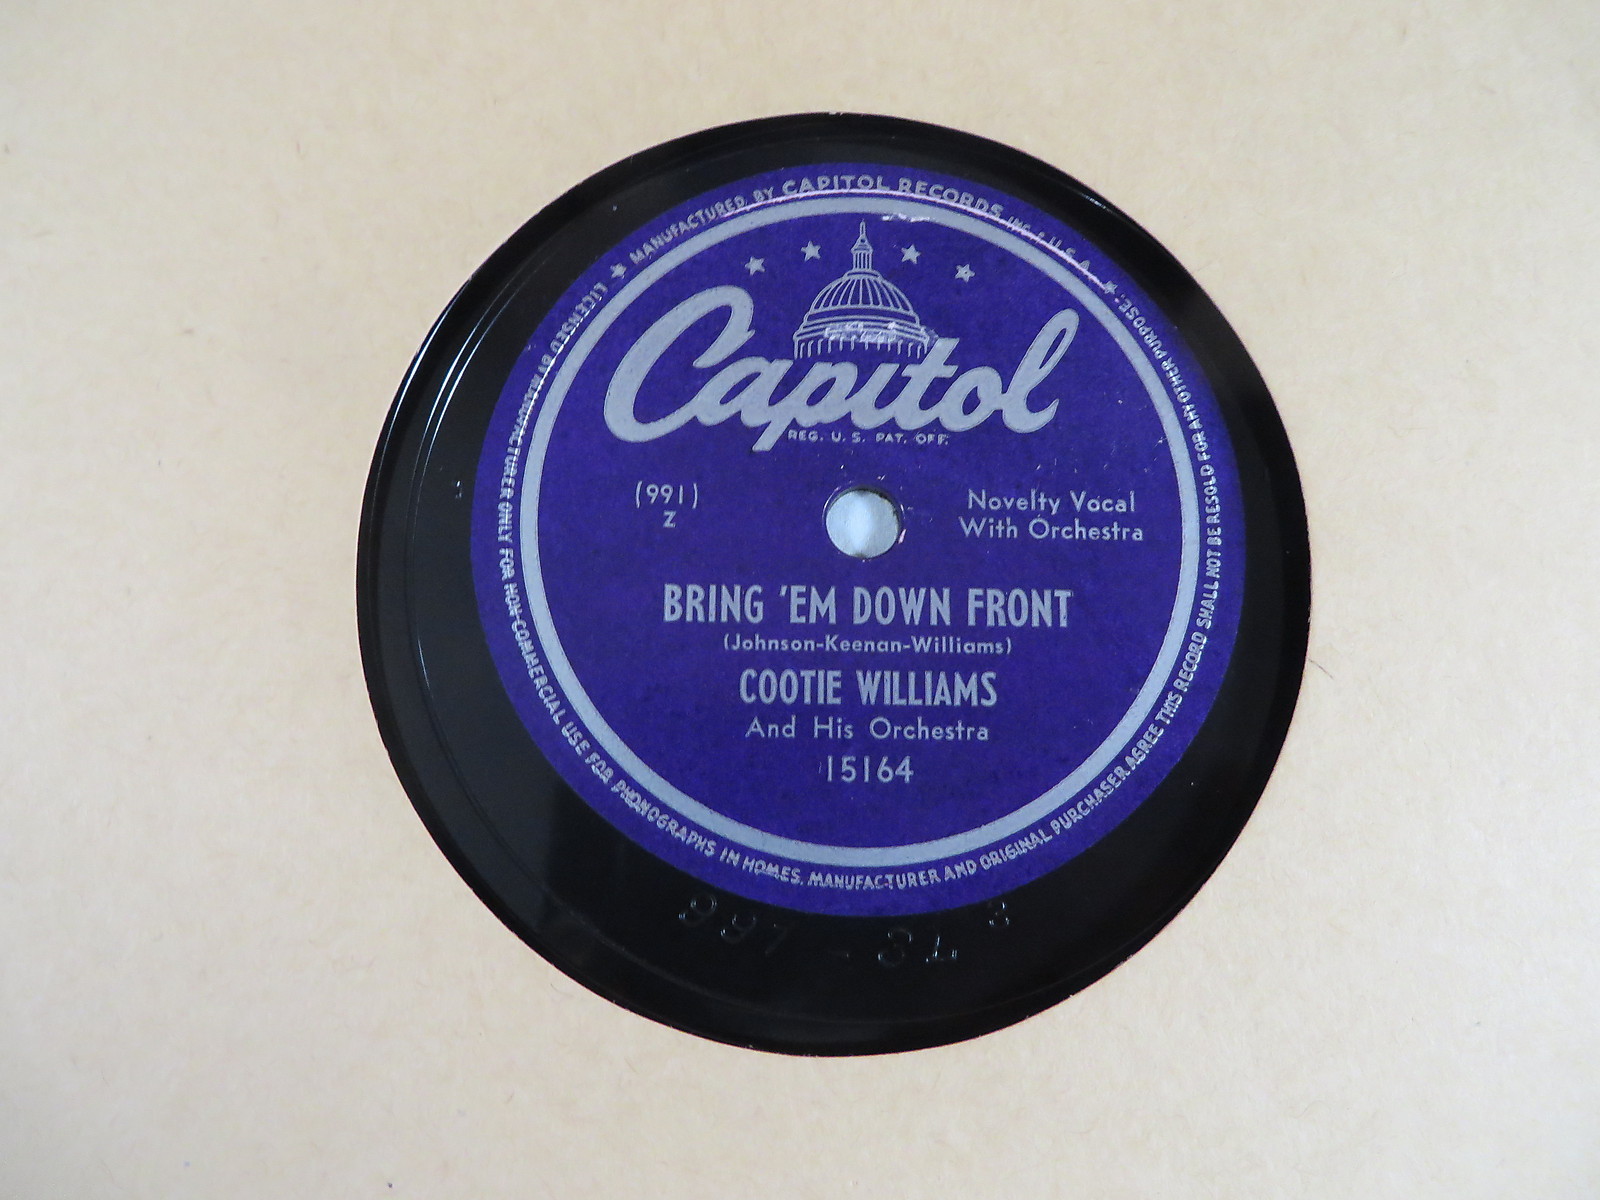 MANUFACTURED BY CAPITOL RECORDS INC., U.S.A.
Capitol
REG. U.S. PAT. OFF.
(991)
Z
Novelty Vocal
With Orchestra
BRING 'EM DOWN FRONT
(Johnson-Keenan-Williams)
COOTIE WILLIAMS
And His Orchestra
15164
LICENSED BY MANUFACTURER ONLY FOR NON-COMMERCIAL USE FOR PHONOGRAPHS IN HOMES. MANUFACTURER AND ORIGINAL PURCHASER AGREE THIS RECORD SHALL NOT BE RESOLD FOR ANY OTHER PURPOSE.
991